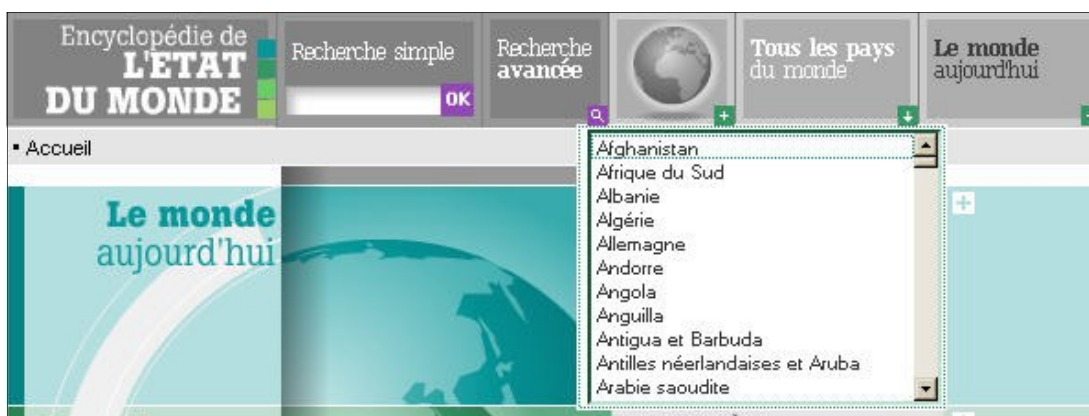 Encyclopédie de
L'ETAT
DU MONDE
Recherche simple
OK
Recherche
avancée
Tous les pays
du monde
Le monde
aujourd'hui
▪ Accueil
Le monde
aujourd'hui
Afghanistan
Afrique du Sud
Albanie
Algérie
Allemagne
Andorre
Angola
Anguilla
Antigua et Barbuda
Antilles néerlandaises et Aruba
Arabie saoudite